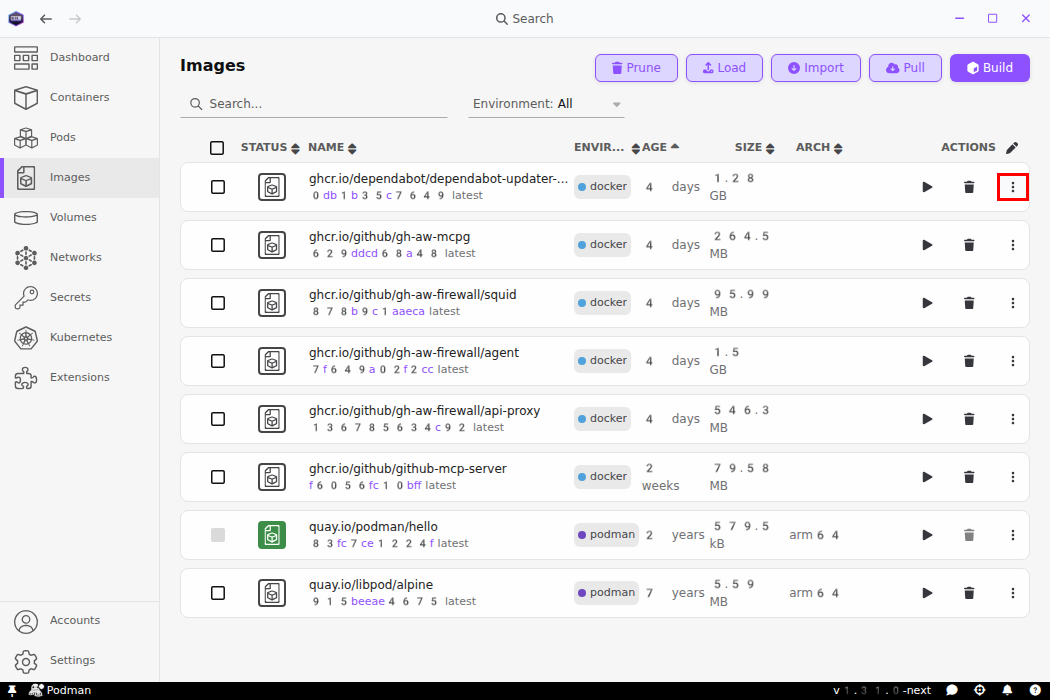 Search
Dashboard
Containers
Pods
Images
Volumes
Networks
Secrets
Kubernetes
Extensions
Accounts
Settings
Images
Prune
Load
Import
Pull
Build
Search...
Environment: All
STATUS NAME ENVIR... AGE SIZE ARCH ACTIONS
ghcr.io/dependabot/dependabot-updater-... docker 4 days 1.28 GB
0db1b35c7649 latest
ghcr.io/github/gh-aw-mcpg docker 4 days 264.5 MB
629ddcd68a48 latest
ghcr.io/github/gh-aw-firewall/squid docker 4 days 95.99 MB
878b9c1aaeca latest
ghcr.io/github/gh-aw-firewall/agent docker 4 days 1.5 GB
7f649a02f2cc latest
ghcr.io/github/gh-aw-firewall/api-proxy docker 4 days 546.3 MB
136785634c92 latest
ghcr.io/github/github-mcp-server docker 2 weeks 79.58 MB
f6056fc10bff latest
quay.io/podman/hello podman 2 years 579.5 kB arm64
83fc7ce1224f latest
quay.io/libpod/alpine podman 7 years 5.59 MB arm64
915beeae4675 latest
Podman
v1.31.0-next